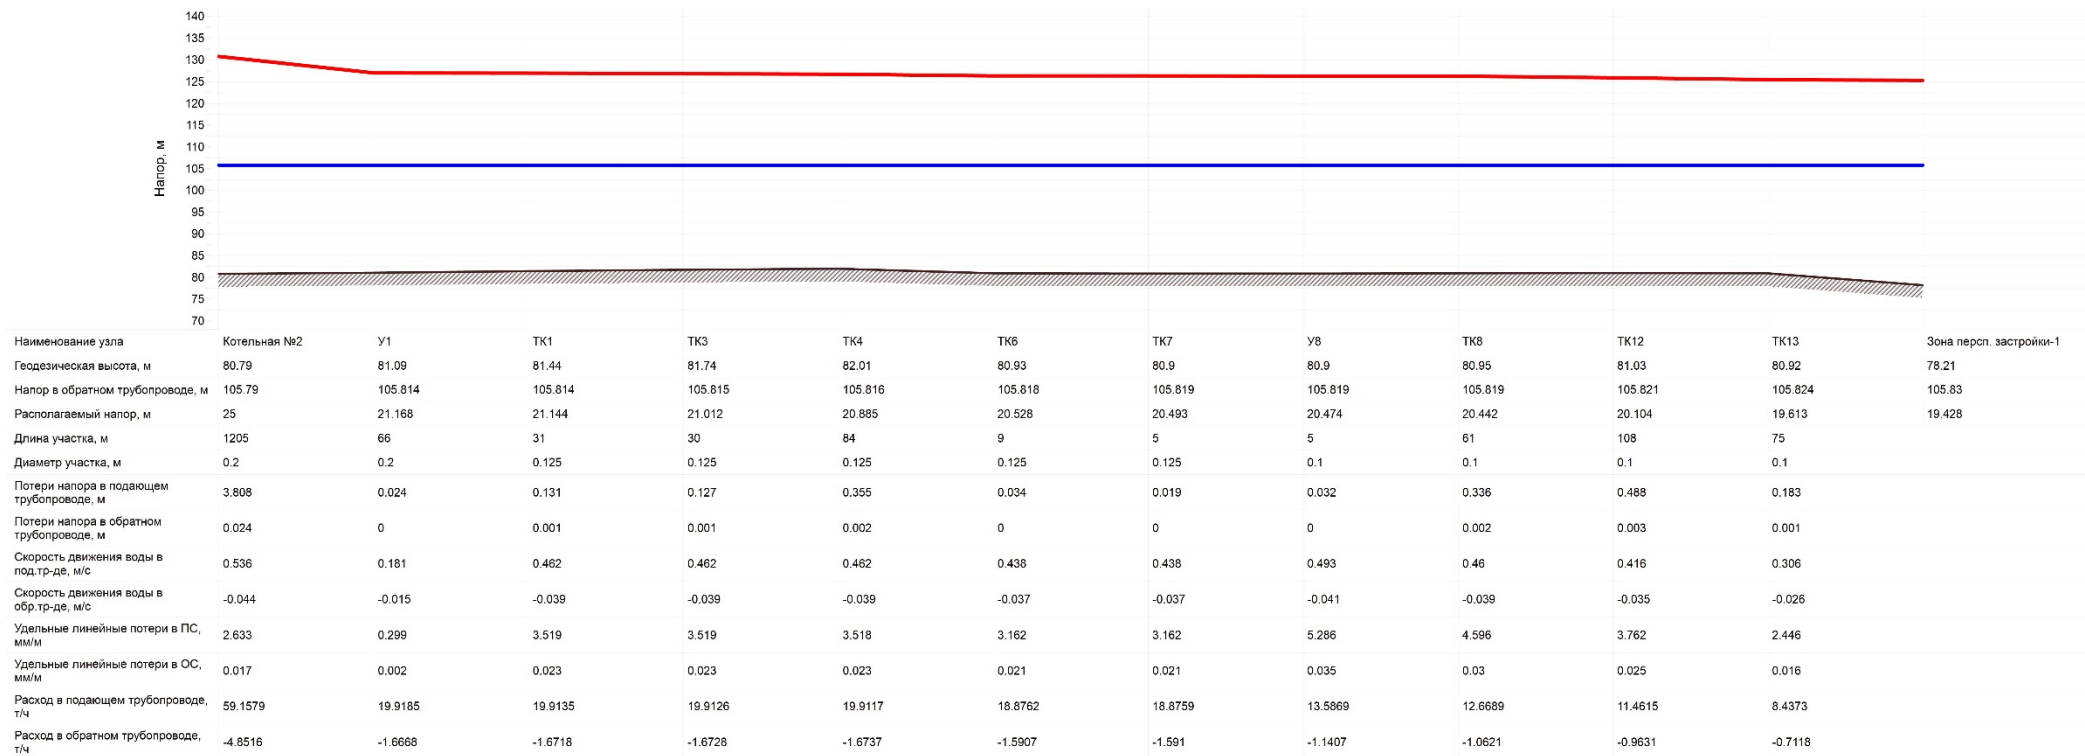 140
135
130
125
120
115
110
105
100
95
90
85
80
75
70
Напор, м
Наименование узла Котельная №2 У1 ТК1 ТК3 ТК4 ТК6 ТК7 У8 ТК8 ТК12 ТК13 Зона персп. застройки-1
Геодезическая высота, м 80.79 81.09 81.44 81.74 82.01 80.93 80.9 80.9 80.95 81.03 80.92 78.21
Напор в обратном трубопроводе, м 105.79 105.814 105.814 105.815 105.816 105.818 105.819 105.819 105.819 105.821 105.824 105.83
Располагаемый напор, м 25 21.168 21.144 21.012 20.885 20.528 20.493 20.474 20.442 20.104 19.613 19.428
Длина участка, м 1205 66 31 30 84 9 5 5 61 108 75
Диаметр участка, м 0.2 0.2 0.125 0.125 0.125 0.125 0.125 0.1 0.1 0.1 0.1
Потери напора в подающем
трубопроводе, м 3.808 0.024 0.131 0.127 0.355 0.034 0.019 0.032 0.336 0.488 0.183
Потери напора в обратном
трубопроводе, м 0.024 0 0.001 0.001 0.002 0 0 0 0.002 0.003 0.001
Скорость движения воды в
под.тр-де, м/с 0.536 0.181 0.462 0.462 0.462 0.438 0.438 0.493 0.46 0.416 0.306
Скорость движения воды в
обр.тр-де, м/с -0.044 -0.015 -0.039 -0.039 -0.039 -0.037 -0.037 -0.041 -0.039 -0.035 -0.026
Удельные линейные потери в ПС,
мм/м 2.633 0.299 3.519 3.519 3.518 3.162 3.162 5.286 4.596 3.762 2.446
Удельные линейные потери в ОС,
мм/м 0.017 0.002 0.023 0.023 0.023 0.021 0.021 0.035 0.03 0.025 0.016
Расход в подающем трубопроводе,
т/ч 59.1579 19.9185 19.9135 19.9126 19.9117 18.8762 18.8759 13.5869 12.6689 11.4615 8.4373
Расход в обратном трубопроводе,
т/ч -4.8516 -1.6668 -1.6718 -1.6728 -1.6737 -1.5907 -1.591 -1.1407 -1.0621 -0.9631 -0.7118